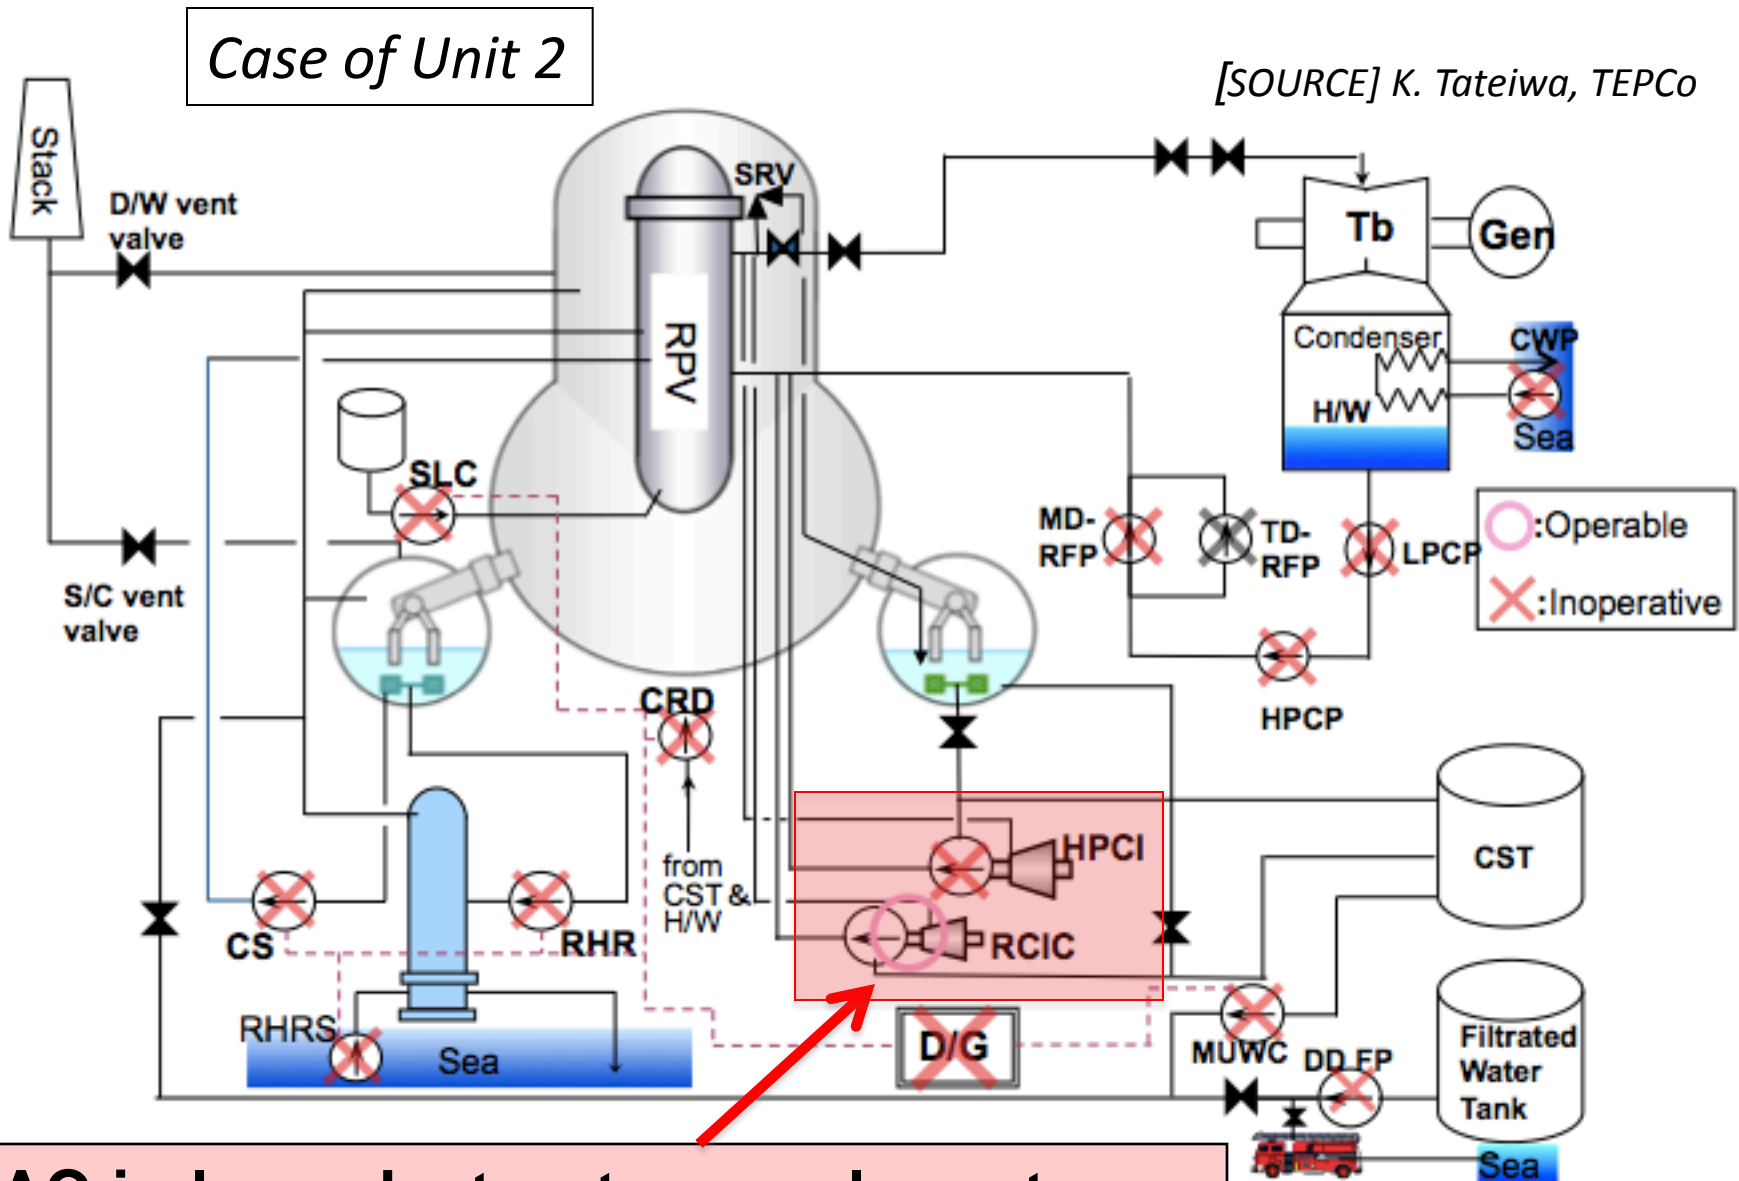 Case of Unit 2
[SOURCE] K. Tateiwa, TEPCo
Stack
D/W vent
valve
SRV
Tb
Gen
RPV
Condenser
CWP
H/W
Sea
SLC
MD-
RFP
TD-
RFP
LPCP
:Operable
:Inoperative
S/C vent
valve
HPCP
CRD
from
CST &
H/W
HPCI
CST
CS
RHR
RCIC
RHRS
Sea
D/G
MUWC
DD FP
Filtrated
Water
Tank
Sea